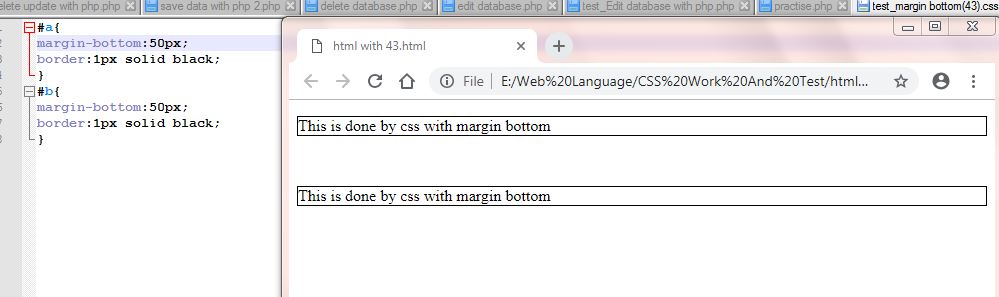 elete update with php.php
save data with php 2.php
delete database.php
edit database.php
test_Edit database with php.php
practise.php
test_margin bottom(43).css
#a{
margin-bottom:50px;
border:1px solid black;
}
#b{
margin-bottom:50px;
border:1px solid black;
}
html with 43.html
File | E:/Web%20Language/CSS%20Work%20And%20Test/html...
This is done by css with margin bottom
This is done by css with margin bottom